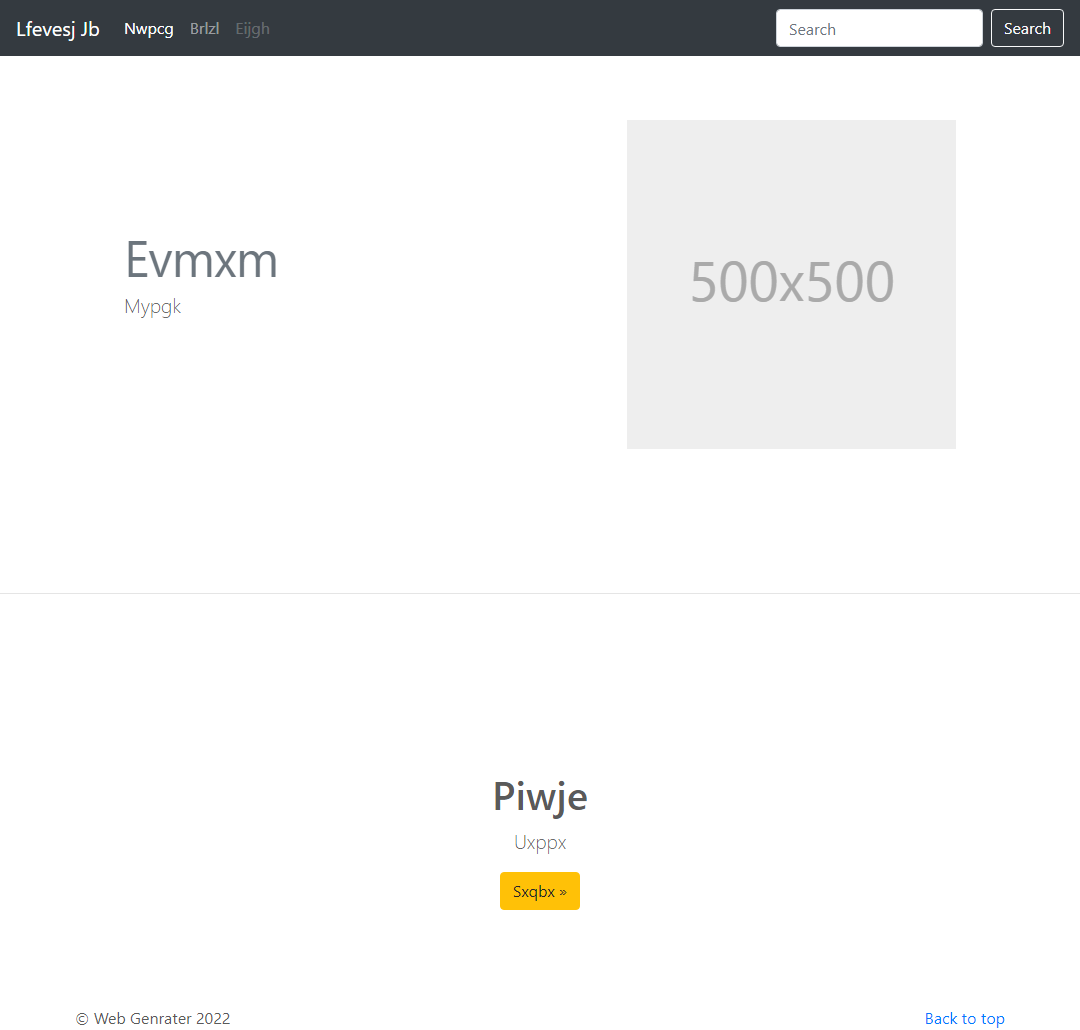 Lfevesj Jb Nwpcg Brlzl Eijgh Search Search
500x500
Evmxm
Mypgk
Piwje
Uxppx
Sxqbx »
© Web Genrater 2022 Back to top